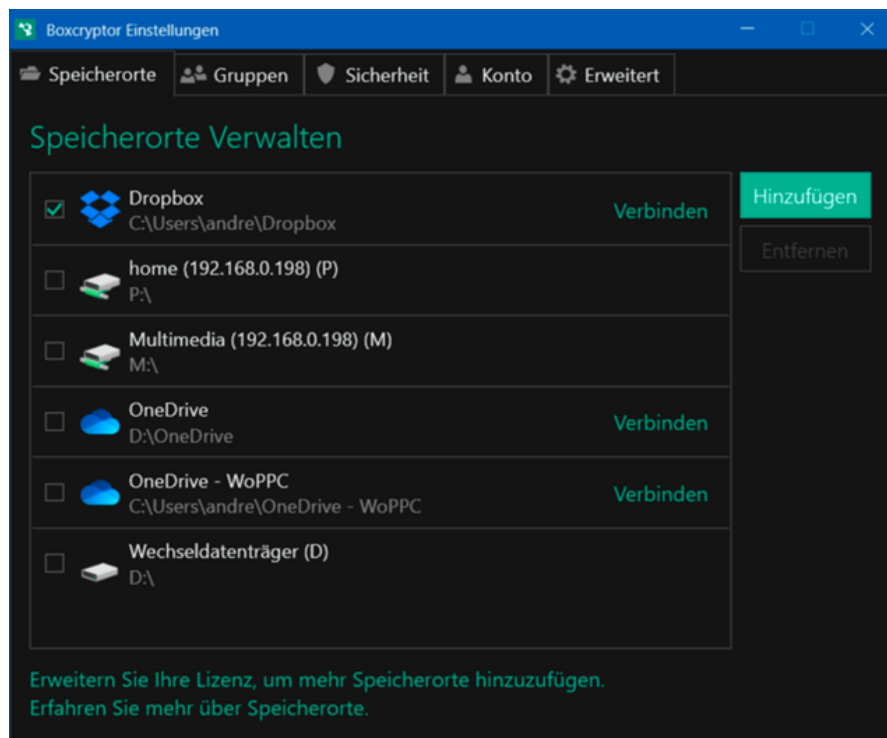 Boxcryptor Einstellungen
Speicherorte Gruppen Sicherheit Konto Erweitert
Speicherorte Verwalten
Dropbox
C:\Users\andre\Dropbox
Verbinden
Hinzufügen
home (192.168.0.198) (P)
P:\
Entfernen
Multimedia (192.168.0.198) (M)
M:\
OneDrive
D:\OneDrive
Verbinden
OneDrive - WoPPC
C:\Users\andre\OneDrive - WoPPC
Verbinden
Wechseldatenträger (D)
D:\
Erweitern Sie Ihre Lizenz, um mehr Speicherorte hinzuzufügen.
Erfahren Sie mehr über Speicherorte.